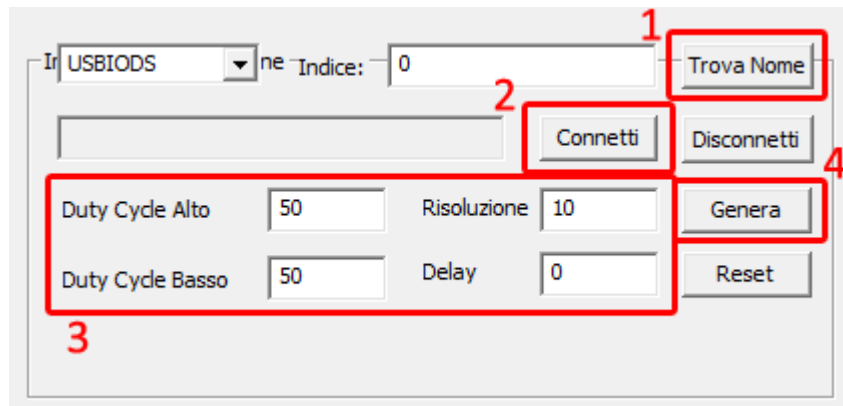 1
Ir USBIODS ne Indice: 0 Trova Nome
2
Connetti Disconnetti
4
Duty Cycle Alto 50 Risoluzione 10 Genera
Duty Cycle Basso 50 Delay 0 Reset
3